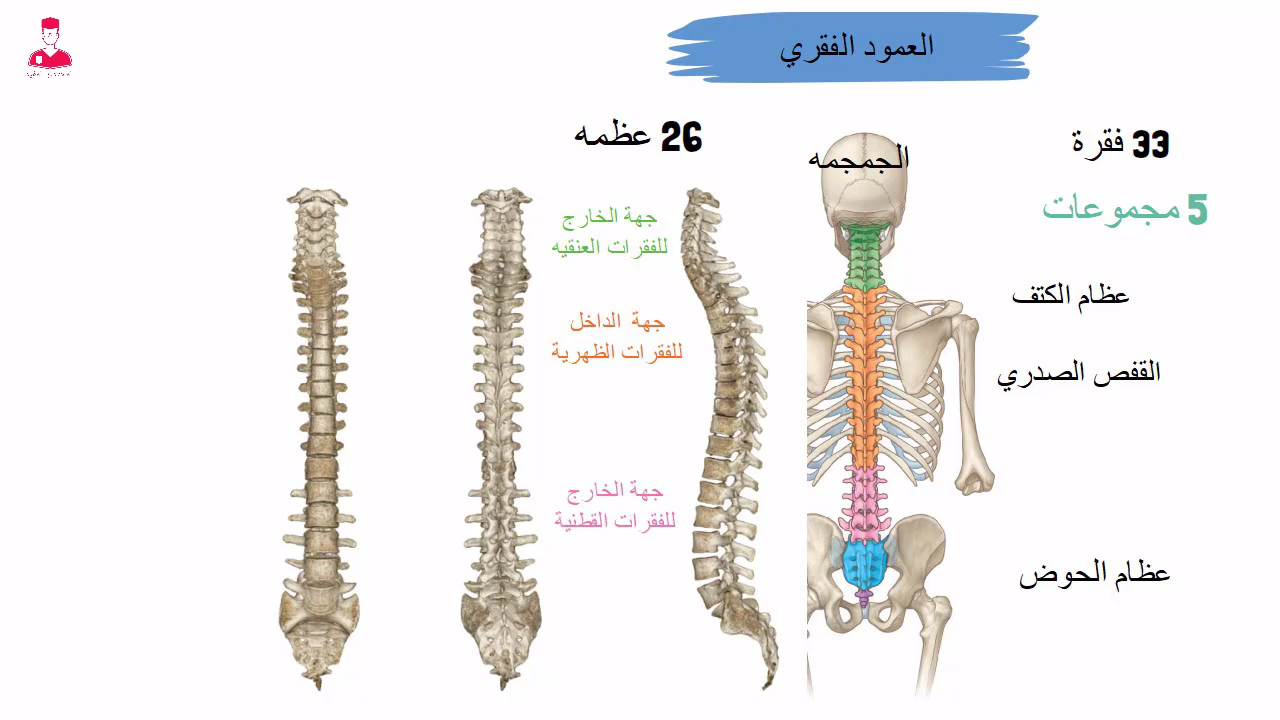 العمود الفقري
33 فقرة
26 عظمه
الجمجمه
5 مجموعات
جهة الخارج
للفقرات العنقيه
عظام الكتف
جهة الداخل
للفقرات الظهرية
القفص الصدري
جهة الخارج
للفقرات القطنية
عظام الحوض